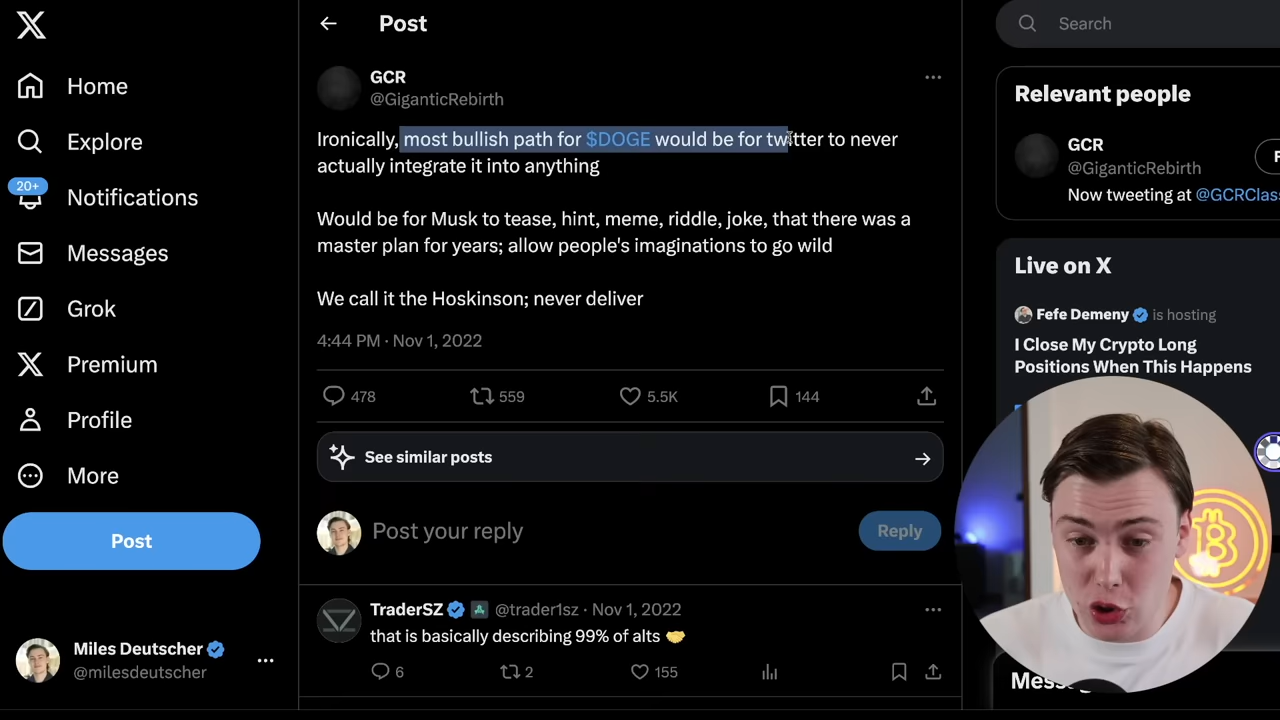 Home
Explore
20+
Notifications
Messages
Grok
Premium
Profile
More
Post
Miles Deutscher
@milesdeutscher
Post
GCR
@GiganticRebirth
Ironically, most bullish path for $DOGE would be for twitter to never
actually integrate it into anything
Would be for Musk to tease, hint, meme, riddle, joke, that there was a
master plan for years; allow people's imaginations to go wild
We call it the Hoskinson; never deliver
4:44 PM · Nov 1, 2022
478 559 5.5K 144
See similar posts
Post your reply
Reply
TraderSZ @trader1sz · Nov 1, 2022
that is basically describing 99% of alts 🤝
6 2 155
Search
Relevant people
GCR
@GiganticRebirth
Now tweeting at
Live on X
Fefe Demeny is hosting
I Close My Crypto Long
Positions When This Happens